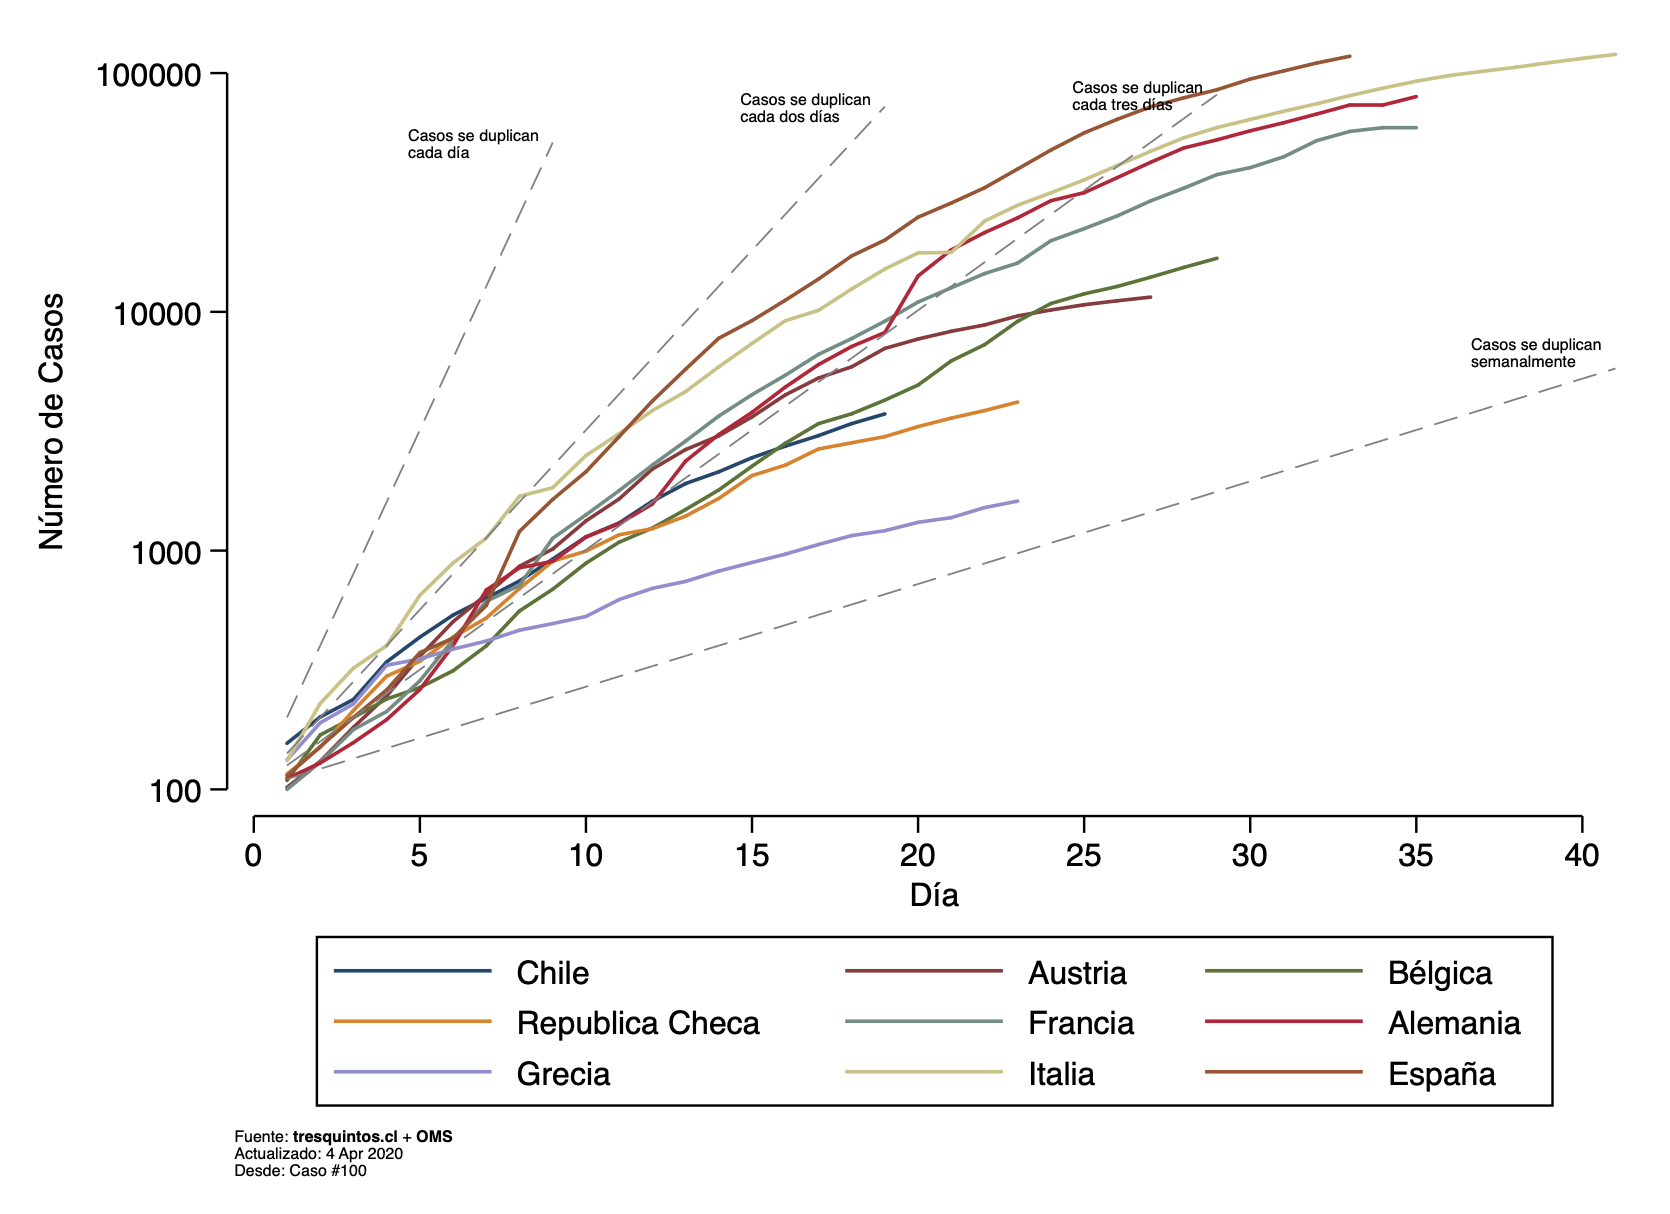 Casos se duplican
cada día
Casos se duplican
cada dos días
Casos se duplican
cada tres días
Casos se duplican
semanalmente
Número de Casos
100000
10000
1000
100
0 5 10 15 20 25 30 35 40
Día
Chile Austria Bélgica
Republica Checa Francia Alemania
Grecia Italia España
Fuente: tresquintos.cl + OMS
Actualizado: 4 Apr 2020
Desde: Caso #100